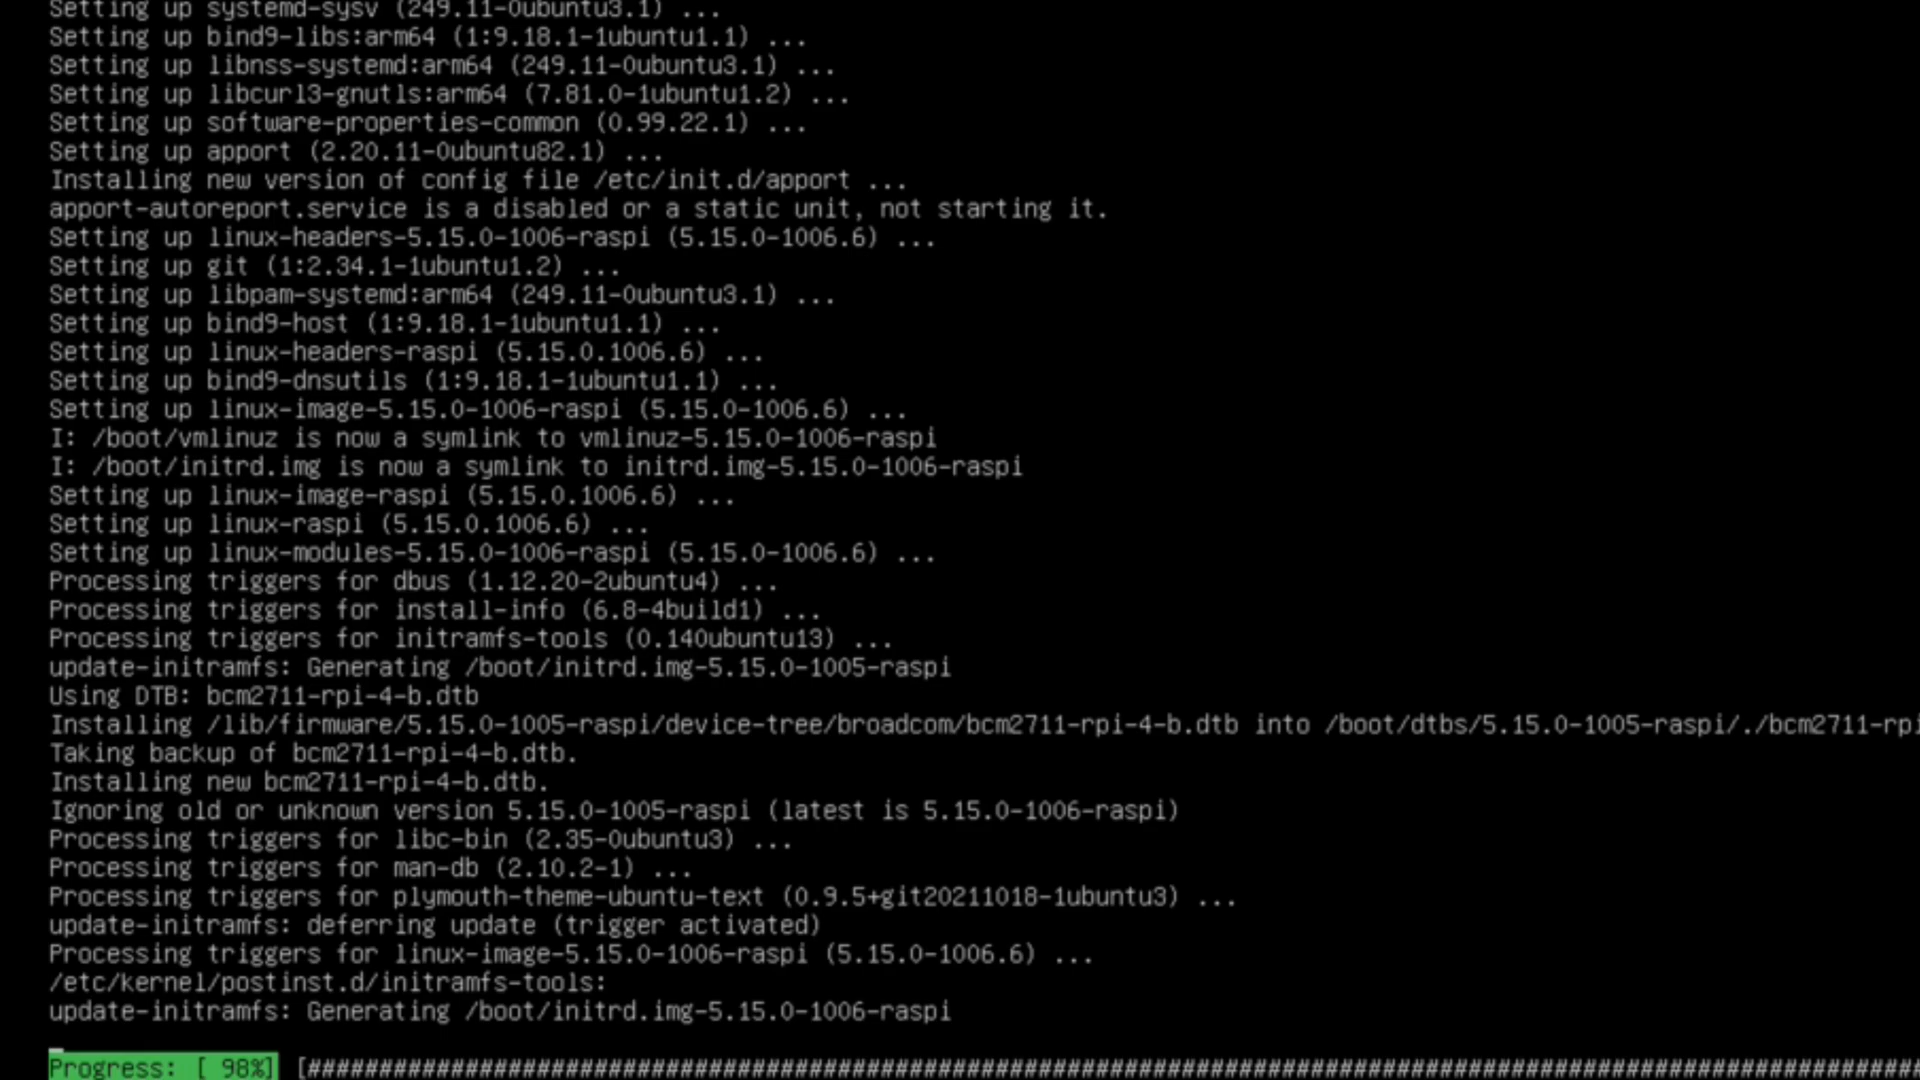 Setting up systemd-sysv (249.11-0ubuntu3.1) ...
Setting up bind9-libs:arm64 (1:9.18.1-1ubuntu1.1) ...
Setting up libnss-systemd:arm64 (249.11-0ubuntu3.1) ...
Setting up libcurl3-gnutls:arm64 (7.81.0-1ubuntu1.2) ...
Setting up software-properties-common (0.99.22.1) ...
Setting up apport (2.20.11-0ubuntu82.1) ...
Installing new version of config file /etc/init.d/apport ...
apport-autoreport.service is a disabled or a static unit, not starting it.
Setting up linux-headers-5.15.0-1006-raspi (5.15.0-1006.6) ...
Setting up git (1:2.34.1-1ubuntu1.2) ...
Setting up libpam-systemd:arm64 (249.11-0ubuntu3.1) ...
Setting up bind9-host (1:9.18.1-1ubuntu1.1) ...
Setting up linux-headers-raspi (5.15.0.1006.6) ...
Setting up bind9-dnsutils (1:9.18.1-1ubuntu1.1) ...
Setting up linux-image-5.15.0-1006-raspi (5.15.0-1006.6) ...
I: /boot/vmlinuz is now a symlink to vmlinuz-5.15.0-1006-raspi
I: /boot/initrd.img is now a symlink to initrd.img-5.15.0-1006-raspi
Setting up linux-image-raspi (5.15.0.1006.6) ...
Setting up linux-raspi (5.15.0.1006.6) ...
Setting up linux-modules-5.15.0-1006-raspi (5.15.0-1006.6) ...
Processing triggers for dbus (1.12.20-2ubuntu4) ...
Processing triggers for install-info (6.8-4build1) ...
Processing triggers for initramfs-tools (0.140ubuntu13) ...
update-initramfs: Generating /boot/initrd.img-5.15.0-1005-raspi
Using DTB: bcm2711-rpi-4-b.dtb
Installing /lib/firmware/5.15.0-1005-raspi/device-tree/broadcom/bcm2711-rpi-4-b.dtb into /boot/dtbs/5.15.0-1005-raspi/./bcm2711-rpi
Taking backup of bcm2711-rpi-4-b.dtb.
Installing new bcm2711-rpi-4-b.dtb.
Ignoring old or unknown version 5.15.0-1005-raspi (latest is 5.15.0-1006-raspi)
Processing triggers for libc-bin (2.35-0ubuntu3) ...
Processing triggers for man-db (2.10.2-1) ...
Processing triggers for plymouth-theme-ubuntu-text (0.9.5+git20211018-1ubuntu3) ...
update-initramfs: deferring update (trigger activated)
Processing triggers for linux-image-5.15.0-1006-raspi (5.15.0-1006.6) ...
/etc/kernel/postinst.d/initramfs-tools:
update-initramfs: Generating /boot/initrd.img-5.15.0-1006-raspi
Progress: [ 98%] [################################################################################################################